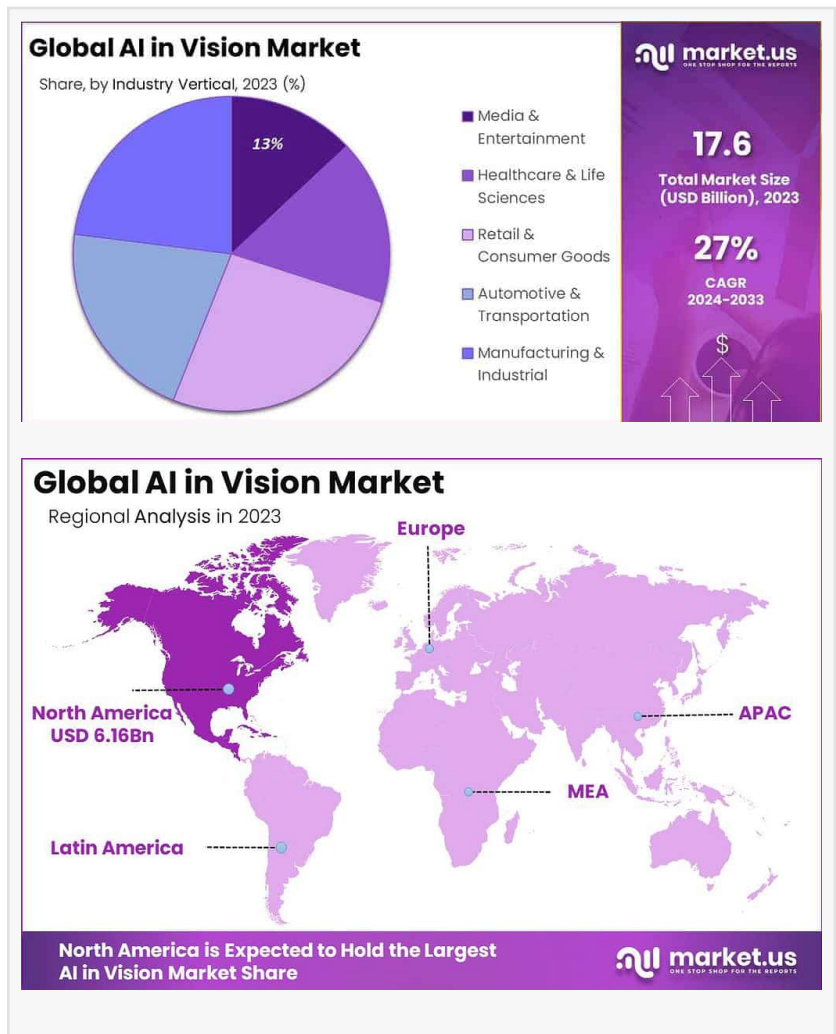 Global AI in Vision Market
Share, by Industry Vertical, 2023 (%)
13%
Media &
Entertainment
Healthcare & Life
Sciences
Retail &
Consumer Goods
Automotive &
Transportation
Manufacturing &
Industrial
market.us
ONE STOP SHOP FOR THE REPORTS
17.6
Total Market Size
(USD Billion), 2023
27%
CAGR
2024-2033
$
Global AI in Vision Market
Regional Analysis in 2023
Europe
North America
USD 6.16Bn
APAC
MEA
Latin America
North America is Expected to Hold the Largest
AI in Vision Market Share
market.us
ONE STOP SHOP FOR THE REPORTS